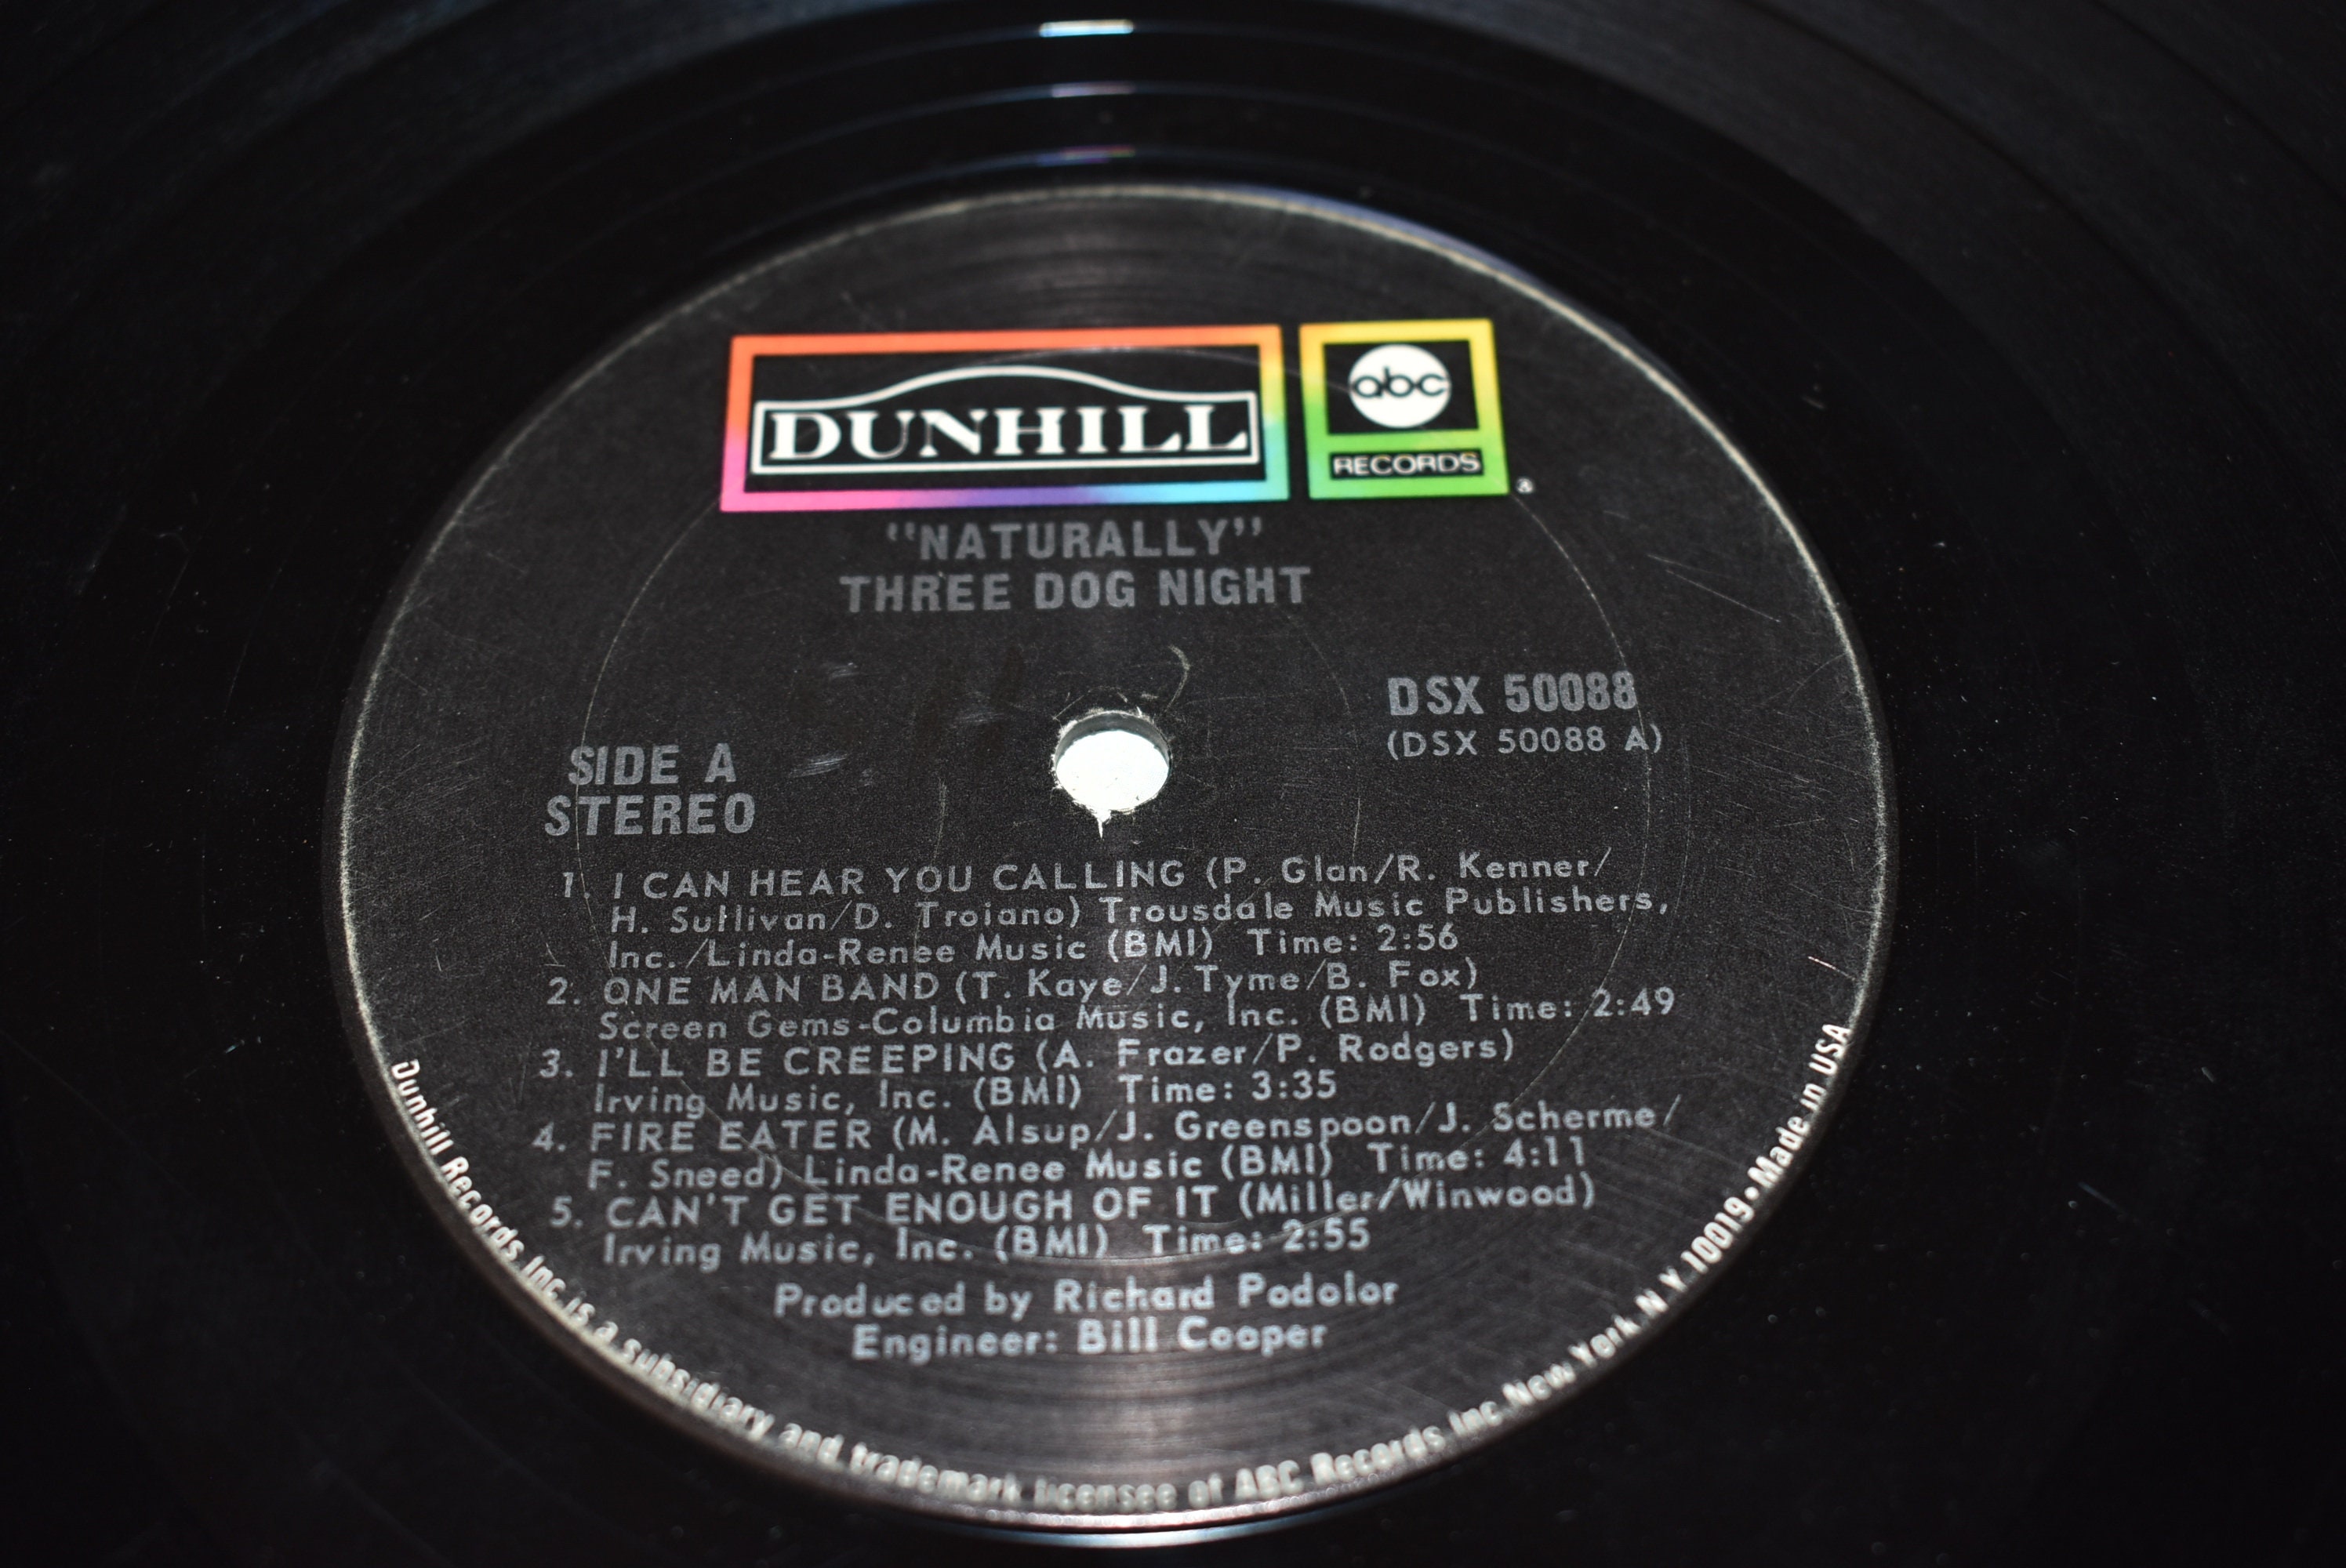 DUNHILL
abc
RECORDS
"NATURALLY"
THREE DOG NIGHT
DSX 50088
(DSX 50088 A)
SIDE A
STEREO
1. I CAN HEAR YOU CALLING (P. Glan/R. Kenner/
H. Sullivan/D. Troiano) Trousdale Music Publishers,
Inc./Linda-Renee Music (BMI) Time: 2:56
2. ONE MAN BAND (T. Kaye/J. Tyme/B. Fox)
Screen Gems-Columbia Music, Inc. (BMI) Time: 2:49
3. I'LL BE CREEPING (A. Frazer/P. Rodgers)
Irving Music, Inc. (BMI) Time: 3:35
4. FIRE EATER (M. Alsup/J. Greenspoon/J. Scherme/
F. Sneed) Linda-Renee Music (BMI) Time: 4:11
5. CAN'T GET ENOUGH OF IT (Miller/Winwood)
Irving Music, Inc. (BMI) Time: 2:55
Produced by Richard Podolor
Engineer: Bill Cooper
Dunhill Records, Inc. is a subsidiary and trademark licensee of ABC Records Inc. New York, N.Y. 10019 • Made in USA